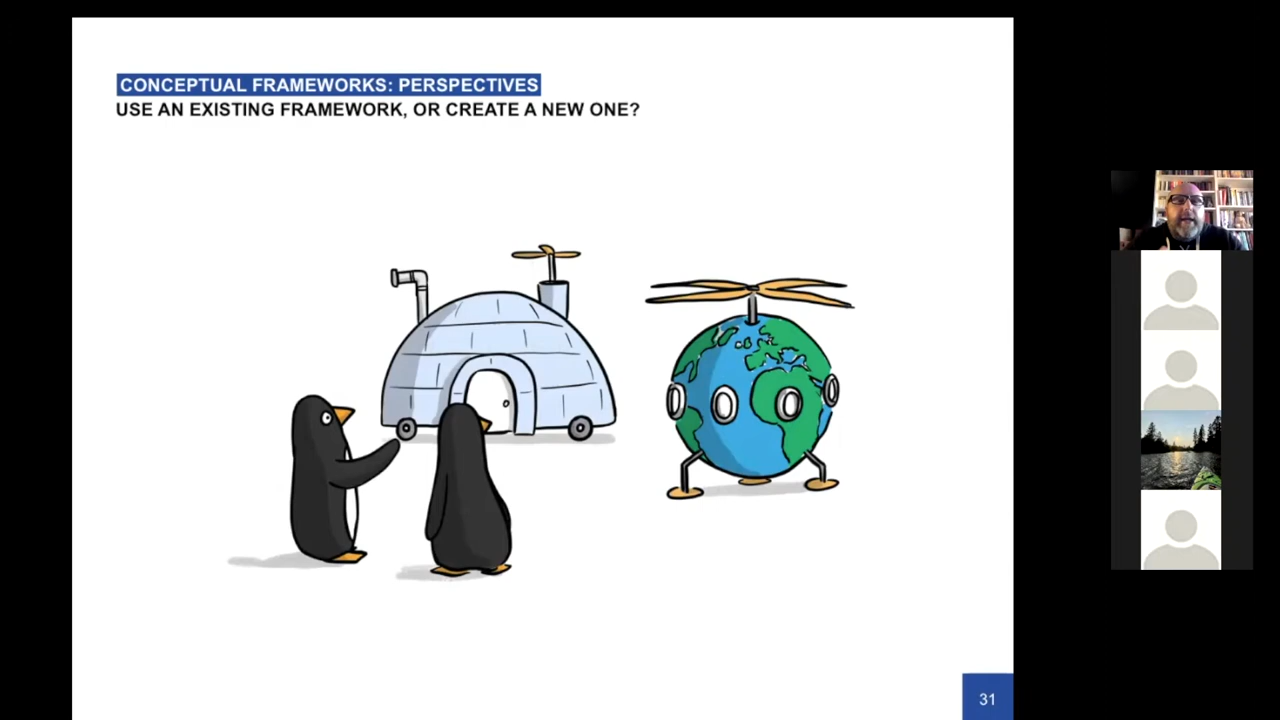 CONCEPTUAL FRAMEWORKS: PERSPECTIVES
USE AN EXISTING FRAMEWORK, OR CREATE A NEW ONE?
31